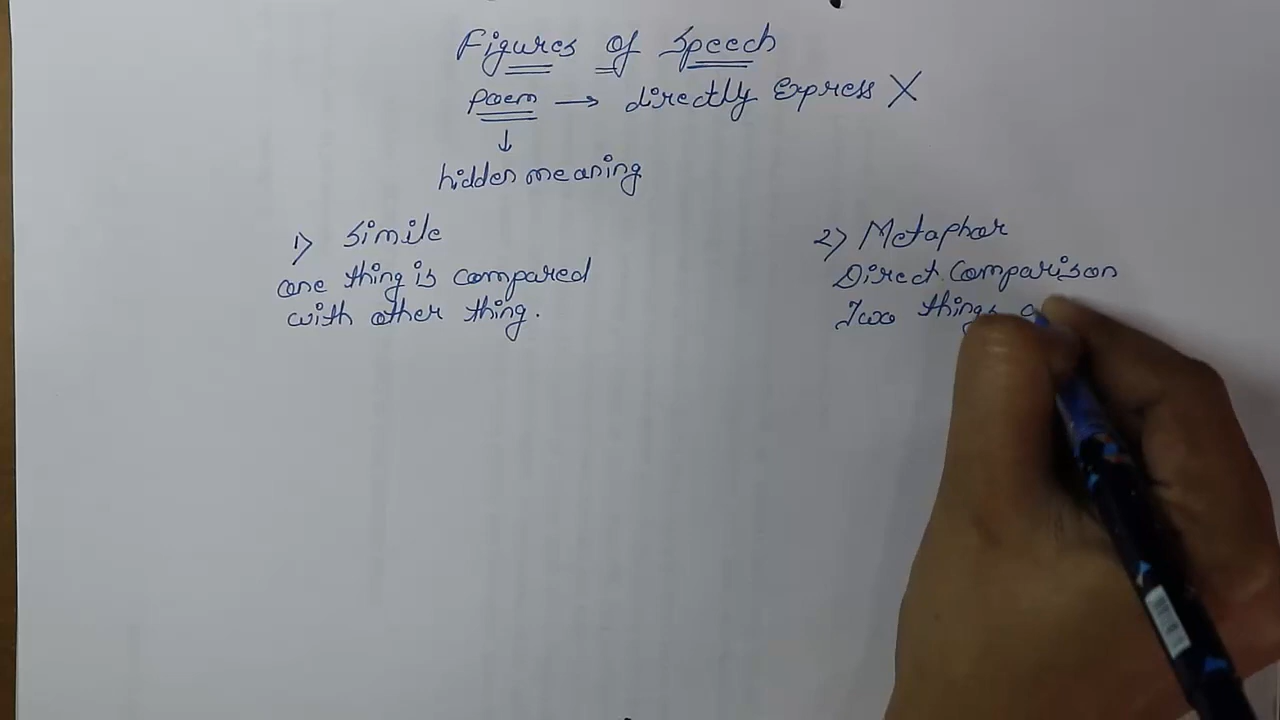 Figures of Speech
poem → directly Express X
↓
hidden meaning
1) Simile
one thing is compared
with other thing.
2) Metaphor
Direct Comparison
Two things